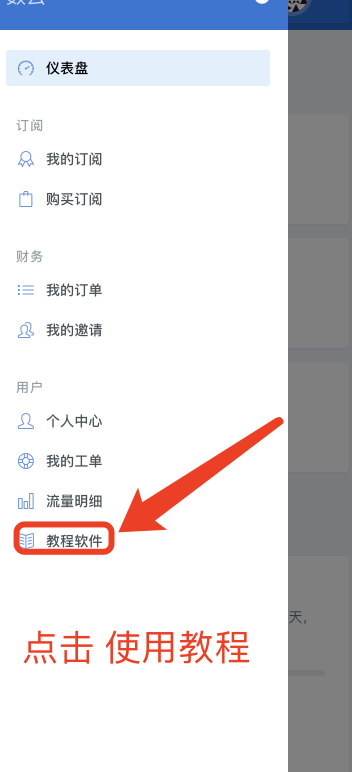 仪表盘
订阅
我的订阅
购买订阅
财务
我的订单
我的邀请
用户
个人中心
我的工单
流量明细
教程软件
天,
点击 使用教程